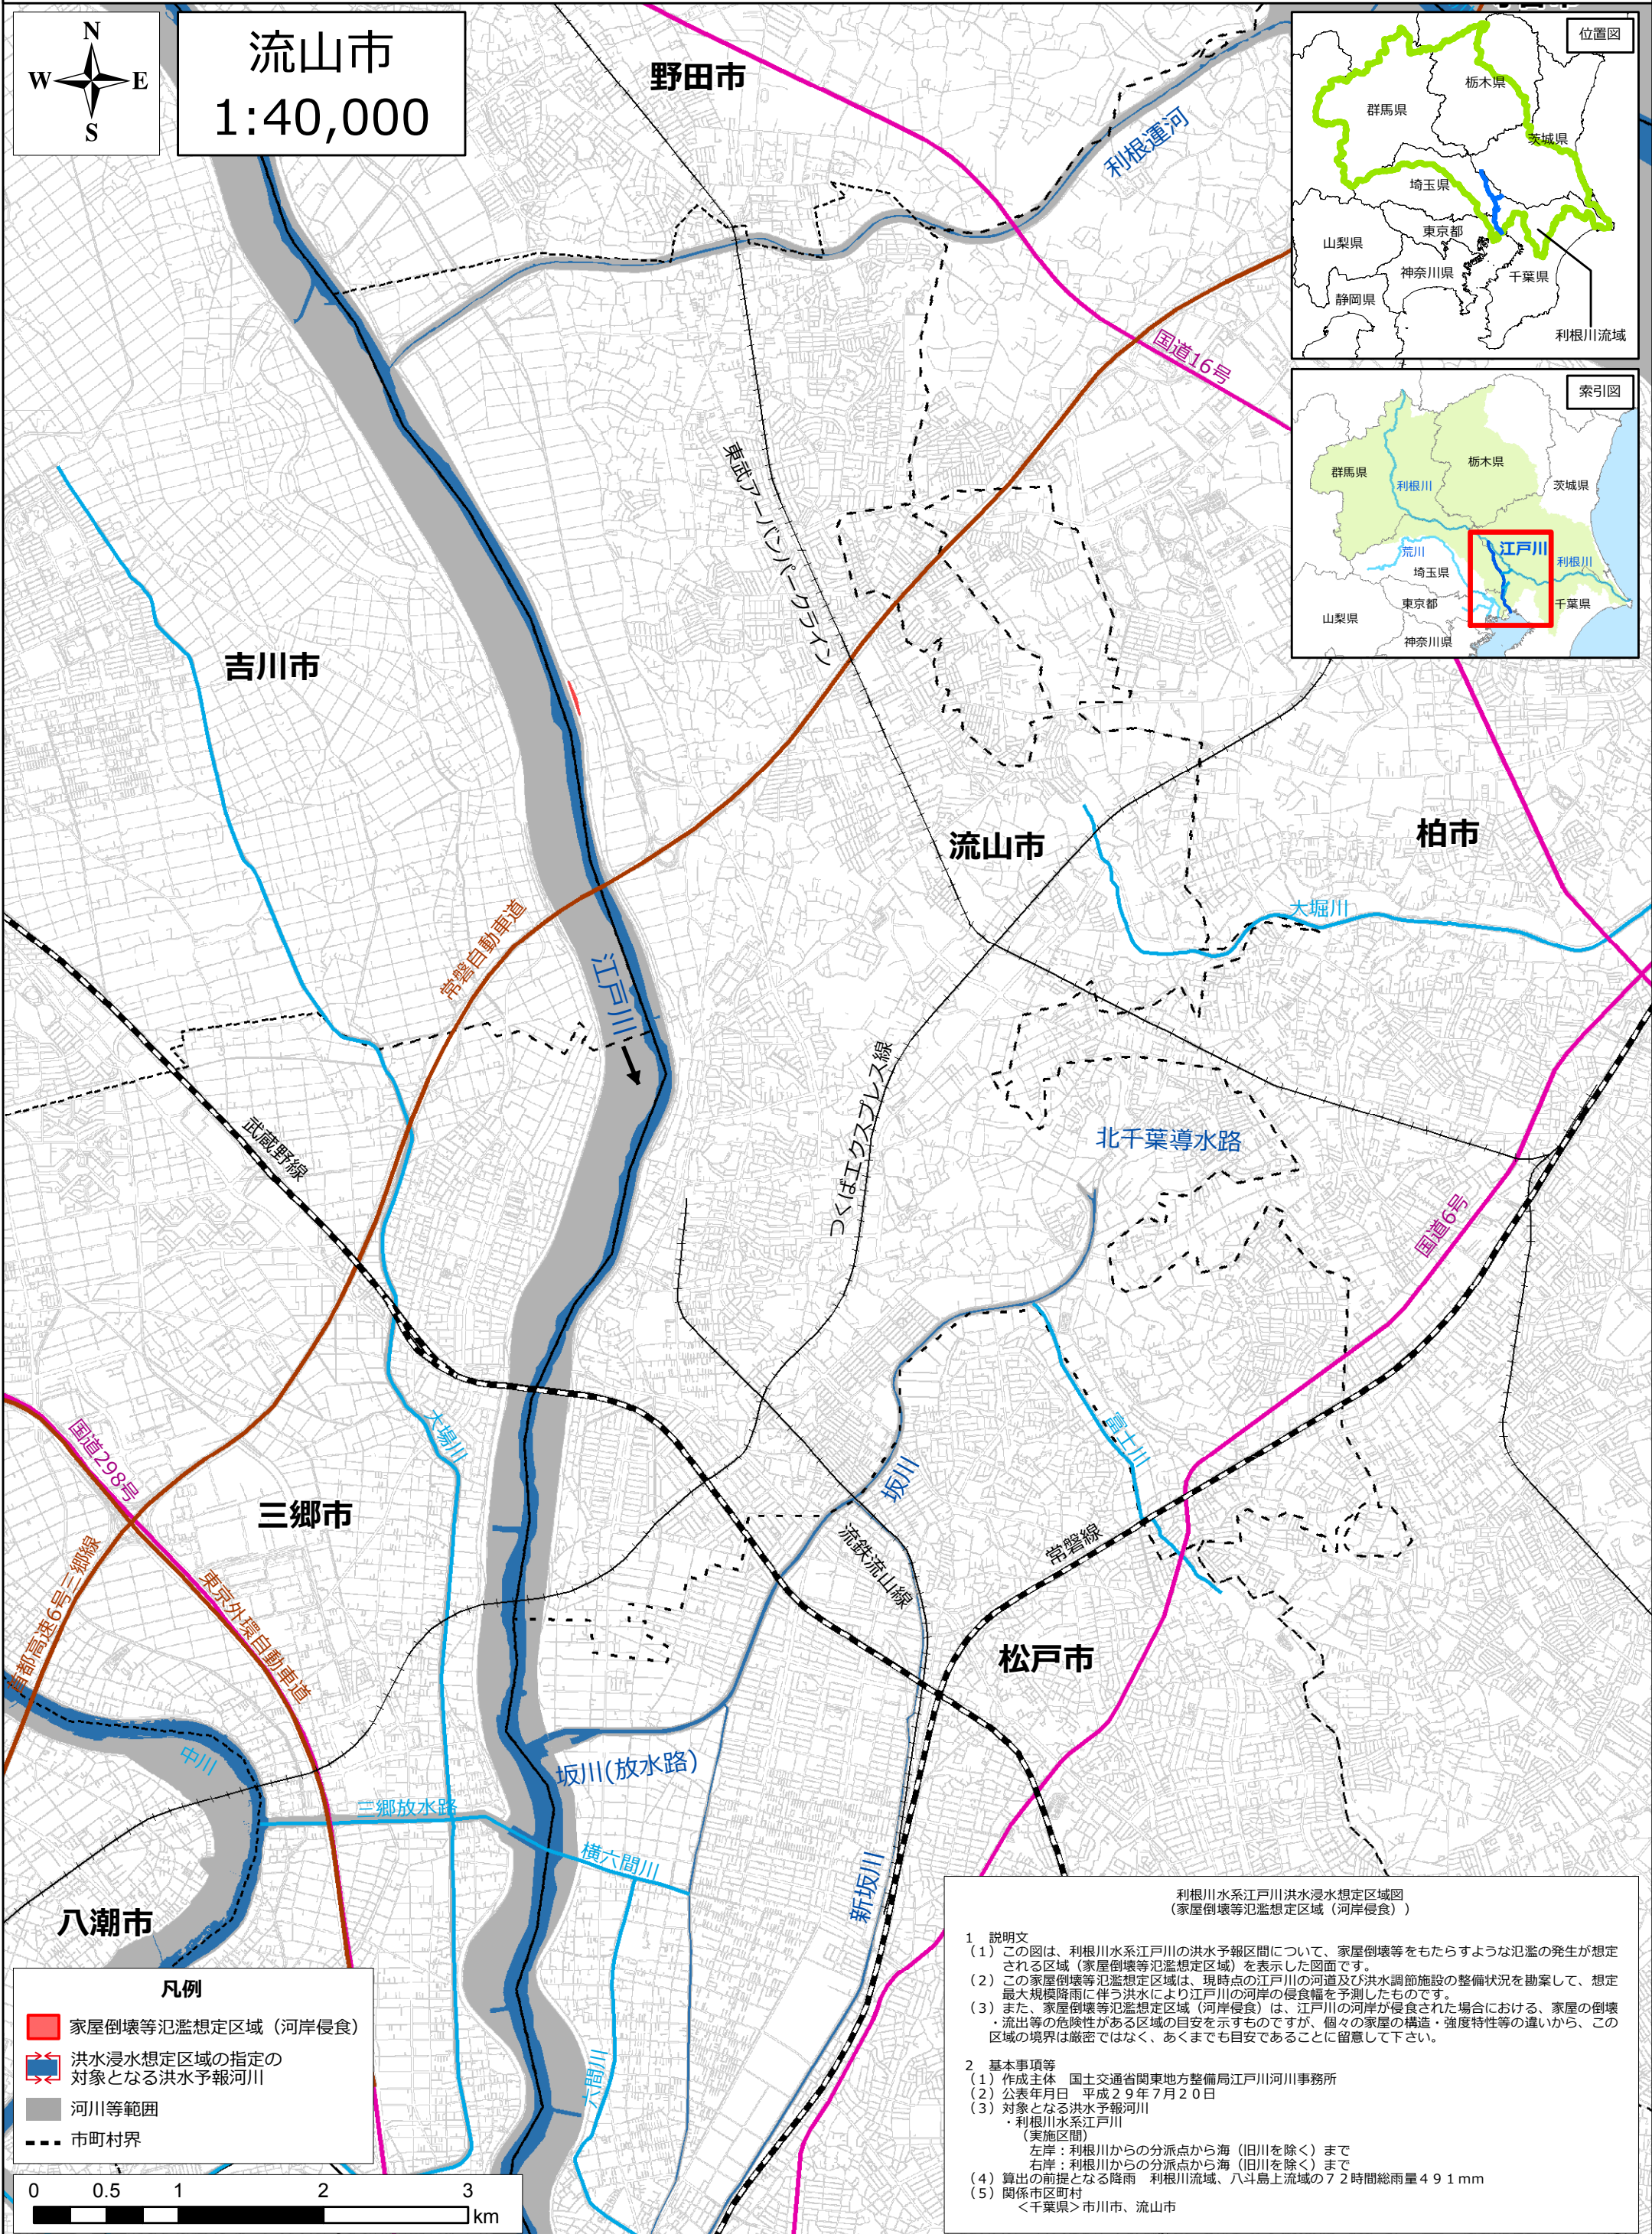 N
W
E
S
流山市
1:40,000
野田市
利根運河
国道16号
東武アーバンパークライン
吉川市
流山市
柏市
大堀川
常磐自動車道
江戸川
武蔵野線
つくばエクスプレス線
北千葉導水路
国道6号
大場川
国道298号
三郷市
坂川
富士川
流鉄流山線
常磐線
首都高速6号三郷線
東京外環自動車道
松戸市
中川
坂川(放水路)
三郷放水路
横六間川
新坂川
八潮市
六間川
位置図
栃木県
群馬県
茨城県
埼玉県
東京都
山梨県
神奈川県
千葉県
静岡県
利根川流域
索引図
群馬県
栃木県
利根川
茨城県
荒川
江戸川
利根川
埼玉県
東京都
千葉県
山梨県
神奈川県
凡例
家屋倒壊等氾濫想定区域（河岸侵食）
洪水浸水想定区域の指定の
対象となる洪水予報河川
河川等範囲
市町村界
0 0.5 1 2 3
km
利根川水系江戸川洪水浸水想定区域図
（家屋倒壊等氾濫想定区域（河岸侵食））
1 説明文
（1）この図は、利根川水系江戸川の洪水予報区間について、家屋倒壊等をもたらすような氾濫の発生が想定
される区域（家屋倒壊等氾濫想定区域）を表示した図面です。
（2）この家屋倒壊等氾濫想定区域は、現時点の江戸川の河道及び洪水調節施設の整備状況を勘案して、想定
最大規模降雨に伴う洪水により江戸川の河岸の侵食幅を予測したものです。
（3）また、家屋倒壊等氾濫想定区域（河岸侵食）は、江戸川の河岸が侵食された場合における、家屋の倒壊
・流出等の危険性がある区域の目安を示すものですが、個々の家屋の構造・強度特性等の違いから、この
区域の境界は厳密ではなく、あくまでも目安であることに留意して下さい。
2 基本事項等
（1）作成主体 国土交通省関東地方整備局江戸川河川事務所
（2）公表年月日 平成２９年７月２０日
（3）対象となる洪水予報河川
・利根川水系江戸川
（実施区間）
左岸：利根川からの分派点から海（旧川を除く）まで
右岸：利根川からの分派点から海（旧川を除く）まで
（4）算出の前提となる降雨 利根川流域、八斗島上流域の７２時間総雨量４９１mm
（5）関係市区町村
＜千葉県＞市川市、流山市